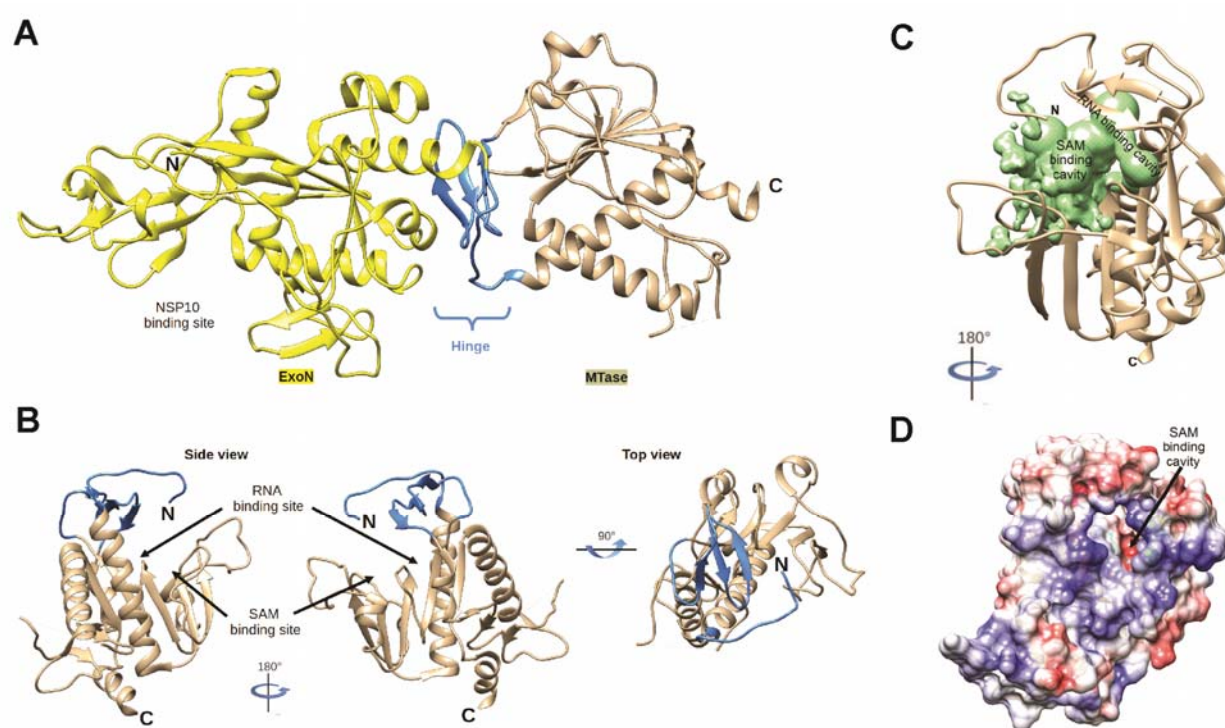 A
N
C
NSP10
binding site
Hinge
ExoN
MTase
B
Side view
Top view
RNA
binding site
N
N
90°
N
SAM
binding site
180°
C
C
C
N
RNA binding cavity
SAM
binding
cavity
180°
C
D
SAM
binding
cavity